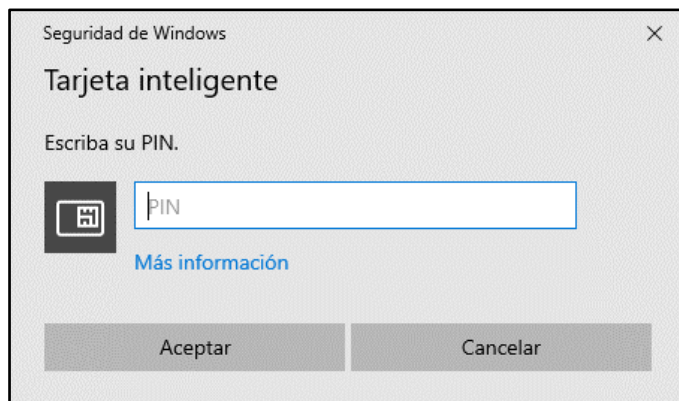 Seguridad de Windows
Tarjeta inteligente
Escriba su PIN.
PIN
Más información
Aceptar Cancelar